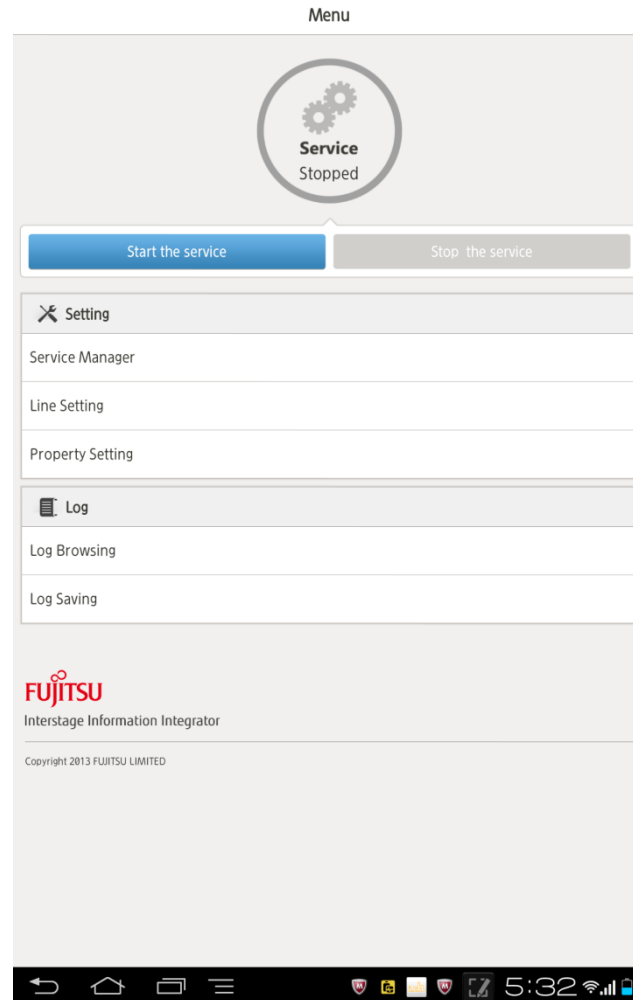 Menu
Service
Stopped
Start the service
Stop the service
Setting
Service Manager
Line Setting
Property Setting
Log
Log Browsing
Log Saving
FUJITSU
Interstage Information Integrator
Copyright 2013 FUJITSU LIMITED
5:32